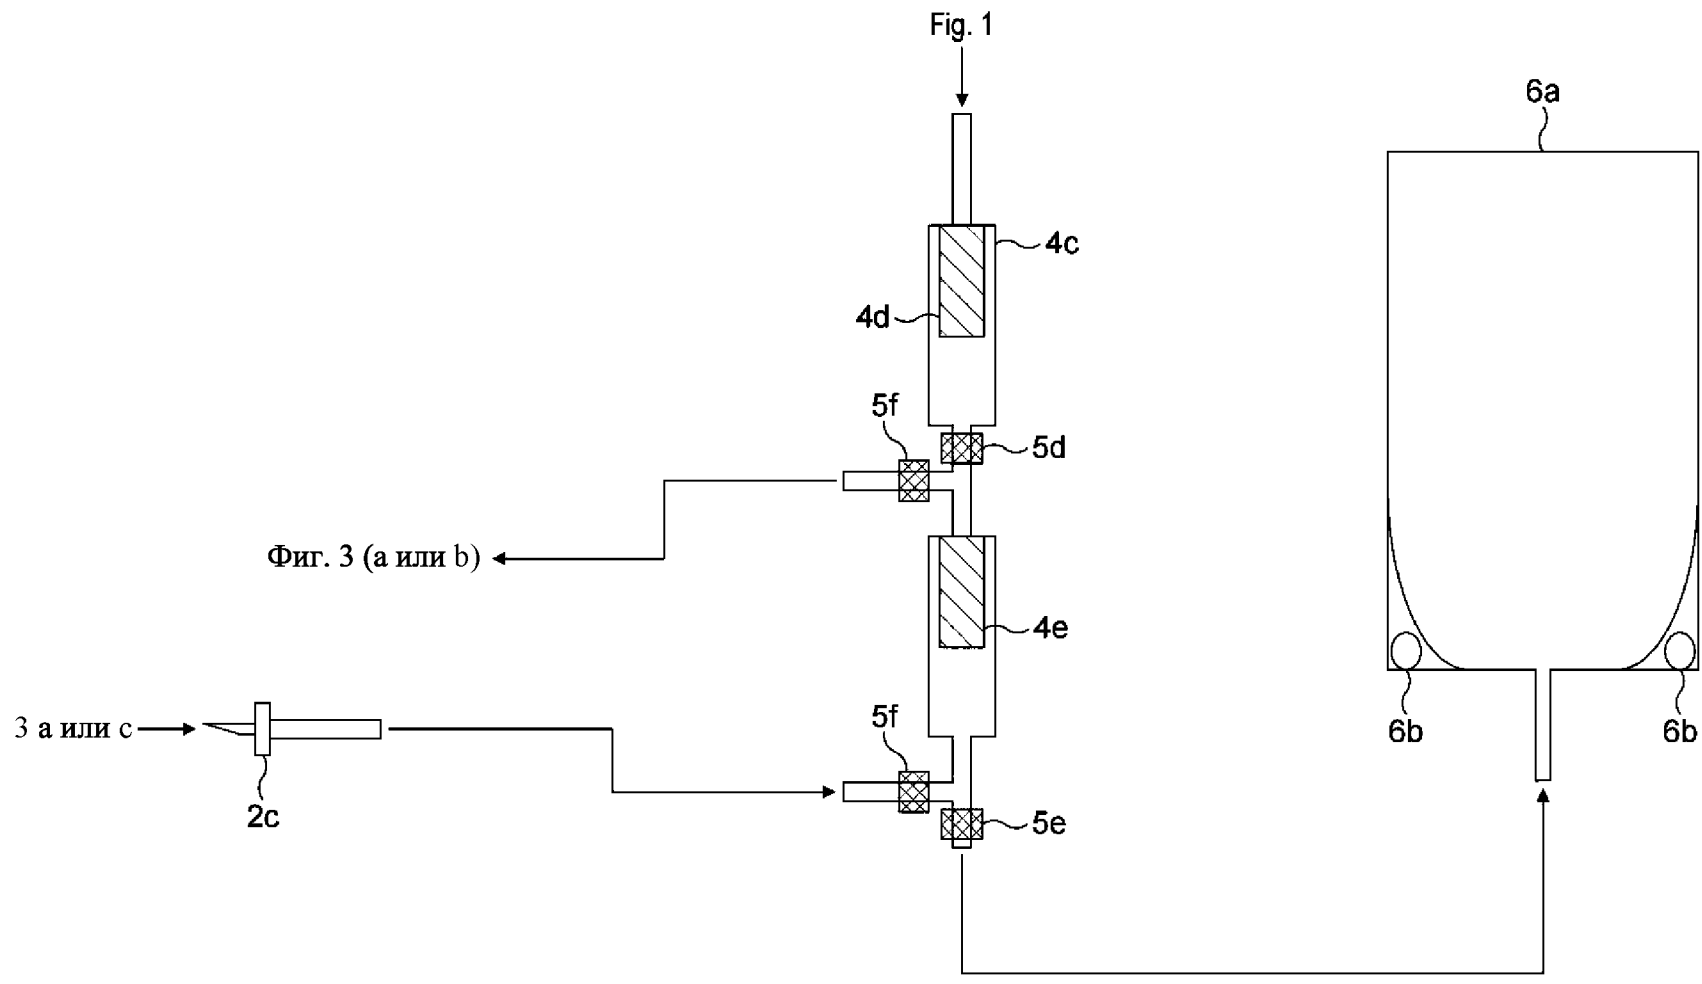 Fig. 1
6a
4c
4d
5f
5d
Фиг. 3 (a или b)
4e
5f
3 a или c
6b
6b
2c
5e